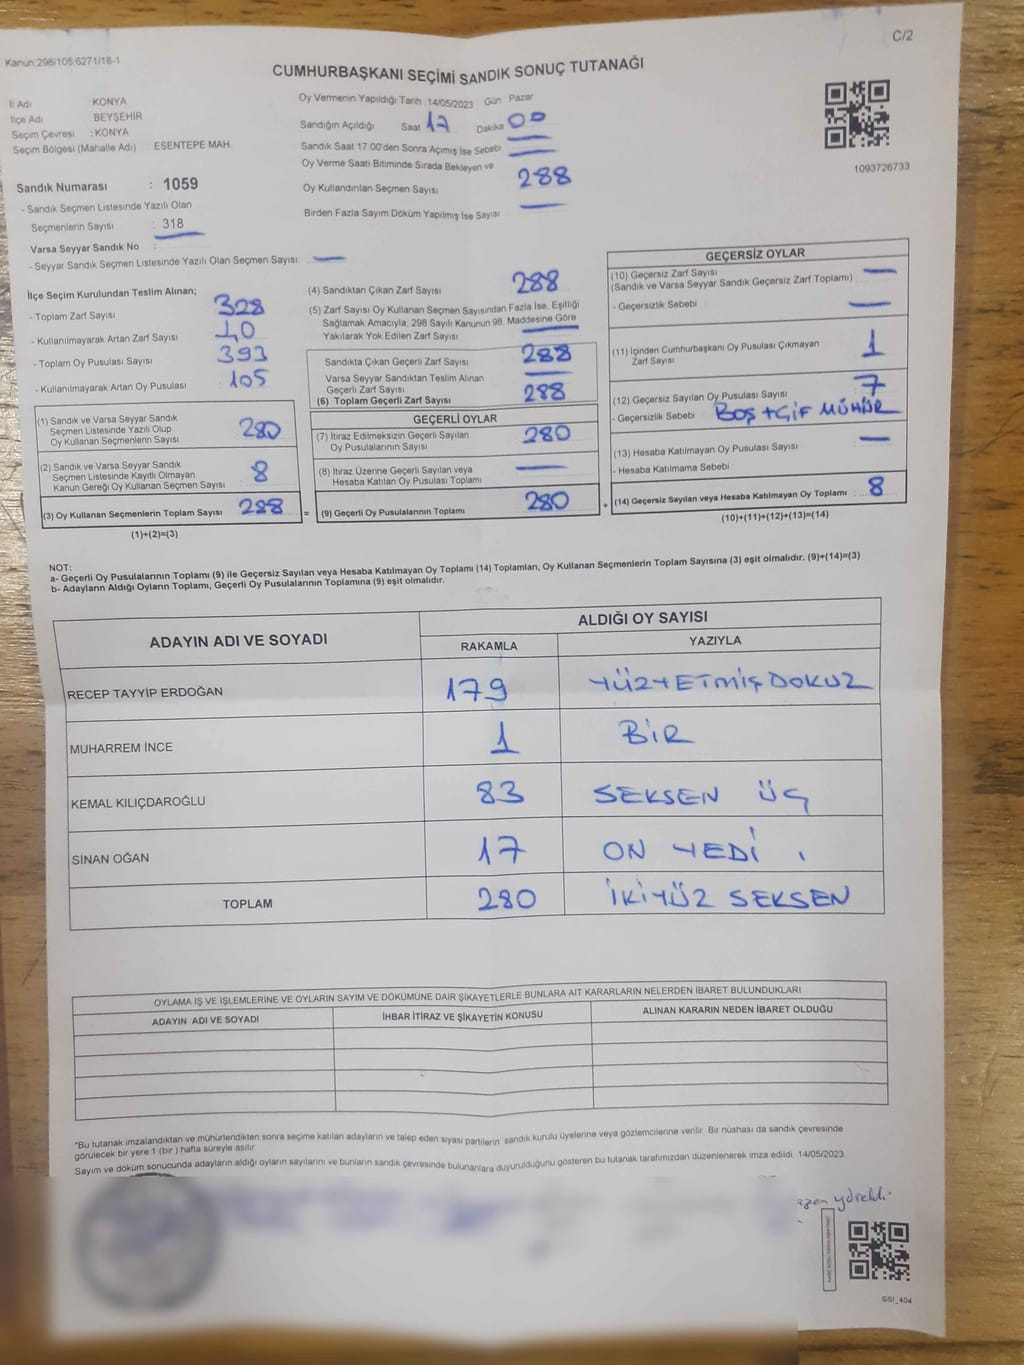 C/2
Kanun:298/105.6271/18-1
CUMHURBAŞKANI SEÇİMİ SANDIK SONUÇ TUTANAĞI
İl Adı KONYA
İlçe Adı BEYŞEHİR
Seçim Çevresi : KONYA
Seçim Bölgesi (Mahalle Adı) ESENTEPE MAH.
Oy Vermenin Yapıldığı Tarih 14/05/2023 Gün Pazar
Sandığın Açıldığı Saat 17 Dakika 00
Sandık Saat 17.00'den Sonra Açımış İse Sebebi
Oy Verme Saati Bitiminde Sırada Bekleyen ve
Oy Kullandırılan Seçmen Sayısı 288
Birden Fazla Sayım Döküm Yapılmış İse Sayısı
1093726733
Sandık Numarası : 1059
- Sandık Seçmen Listesinde Yazılı Olan
Seçmenlerin Sayısı : 318
Varsa Seyyar Sandık No :
- Seyyar Sandık Seçmen Listesinde Yazılı Olan Seçmen Sayısı:
İlçe Seçim Kurulundan Teslim Alınan;
- Toplam Zarf Sayısı 328
- Kullanılmayarak Artan Zarf Sayısı 40
- Toplam Oy Pusulası Sayısı 393
- Kullanılmayarak Artan Oy Pusulası : 105
(1) Sandık ve Varsa Seyyar Sandık
Seçmen Listesinde Yazılı Olup
Oy Kullanan Seçmenlerin Sayısı 280
(2) Sandık ve Varsa Seyyar Sandık
Seçmen Listesinde Kayıtlı Olmayan
Kanun Gereği Oy Kullanan Seçmen Sayısı 8
(3) Oy Kullanan Seçmenlerin Toplam Sayısı 288
(1)+(2)=(3)
(4) Sandıktan Çıkan Zarf Sayısı 288
(5) Zarf Sayısı Oy Kullanan Seçmen Sayısından Fazla İse, Eşitliği
Sağlamak Amacıyla, 298 Sayılı Kanunun 98. Maddesine Göre
Yakılarak Yok Edilen Zarf Sayısı
Sandıkta Çıkan Geçerli Zarf Sayısı 288
Varsa Seyyar Sandıktan Teslim Alınan
Geçerli Zarf Sayısı
(6) Toplam Geçerli Zarf Sayısı 288
GEÇERLİ OYLAR
(7) İtiraz Edilmeksizin Geçerli Sayılan
Oy Pusulalarının Sayısı 280
(8) İtiraz Üzerine Geçerli Sayılan veya
Hesaba Katılan Oy Pusulası Toplamı
= (9) Geçerli Oy Pusulalarının Toplamı 280
GEÇERSİZ OYLAR
(10) Geçersiz Zarf Sayısı
(Sandık ve Varsa Seyyar Sandık Geçersiz Zarf Toplamı)
- Geçersizlik Sebebi
(11) İçinden Cumhurbaşkanı Oy Pusulası Çıkmayan
Zarf Sayısı 1
(12) Geçersiz Sayılan Oy Pusulası Sayısı 7
- Geçersizlik Sebebi BOŞ + ÇİF MÜHÜR
(13) Hesaba Katılmayan Oy Pusulası Sayısı
- Hesaba Katılmama Sebebi
+ (14) Geçersiz Sayılan veya Hesaba Katılmayan Oy Toplamı 8
(10)+(11)+(12)+(13)=(14)
NOT:
a- Geçerli Oy Pusulalarının Toplamı (9) ile Geçersiz Sayılan veya Hesaba Katılmayan Oy Toplamı (14) Toplamları, Oy Kullanan Seçmenlerin Toplam Sayısına (3) eşit olmalıdır. (9)+(14)=(3)
b- Adayların Aldığı Oyların Toplamı, Geçerli Oy Pusulalarının Toplamına (9) eşit olmalıdır.
ADAYIN ADI VE SOYADI ALDIĞI OY SAYISI
RAKAMLA YAZIYLA
RECEP TAYYİP ERDOĞAN 179 YÜZYETMİŞDOKUZ
MUHARREM İNCE 1 BİR
KEMAL KILIÇDAROĞLU 83 SEKSEN ÜÇ
SİNAN OĞAN 17 ON YEDİ
TOPLAM 280 İKİYÜZ SEKSEN
OYLAMA İŞ VE İŞLEMLERİNE VE OYLARIN SAYIM VE DÖKÜMÜNE DAİR ŞİKAYETLERLE BUNLARA AİT KARARLARIN NELERDEN İBARET BULUNDUKLARI
ADAYIN ADI VE SOYADI İHBAR İTİRAZ VE ŞİKAYETİN KONUSU ALINAN KARARIN NEDEN İBARET OLDUĞU
*Bu tutanak imzalandıktan ve mühürlendikten sonra seçime katılan adayların ve talep eden siyasi partilerin sandık kurulu üyelerine veya gözlemcilerine verilir. Bir nüshası da sandık çevresinde
görülecek bir yere 1 (bir) hafta süreyle asılır.
Sayım ve döküm sonucunda adayların aldığı oyların sayılarını ve bunların sandık çevresinde bulunanlara duyurulduğunu gösteren bu tutanak tarafımızdan düzenlenerek imza edildi. 14/05/2023
SSI_404